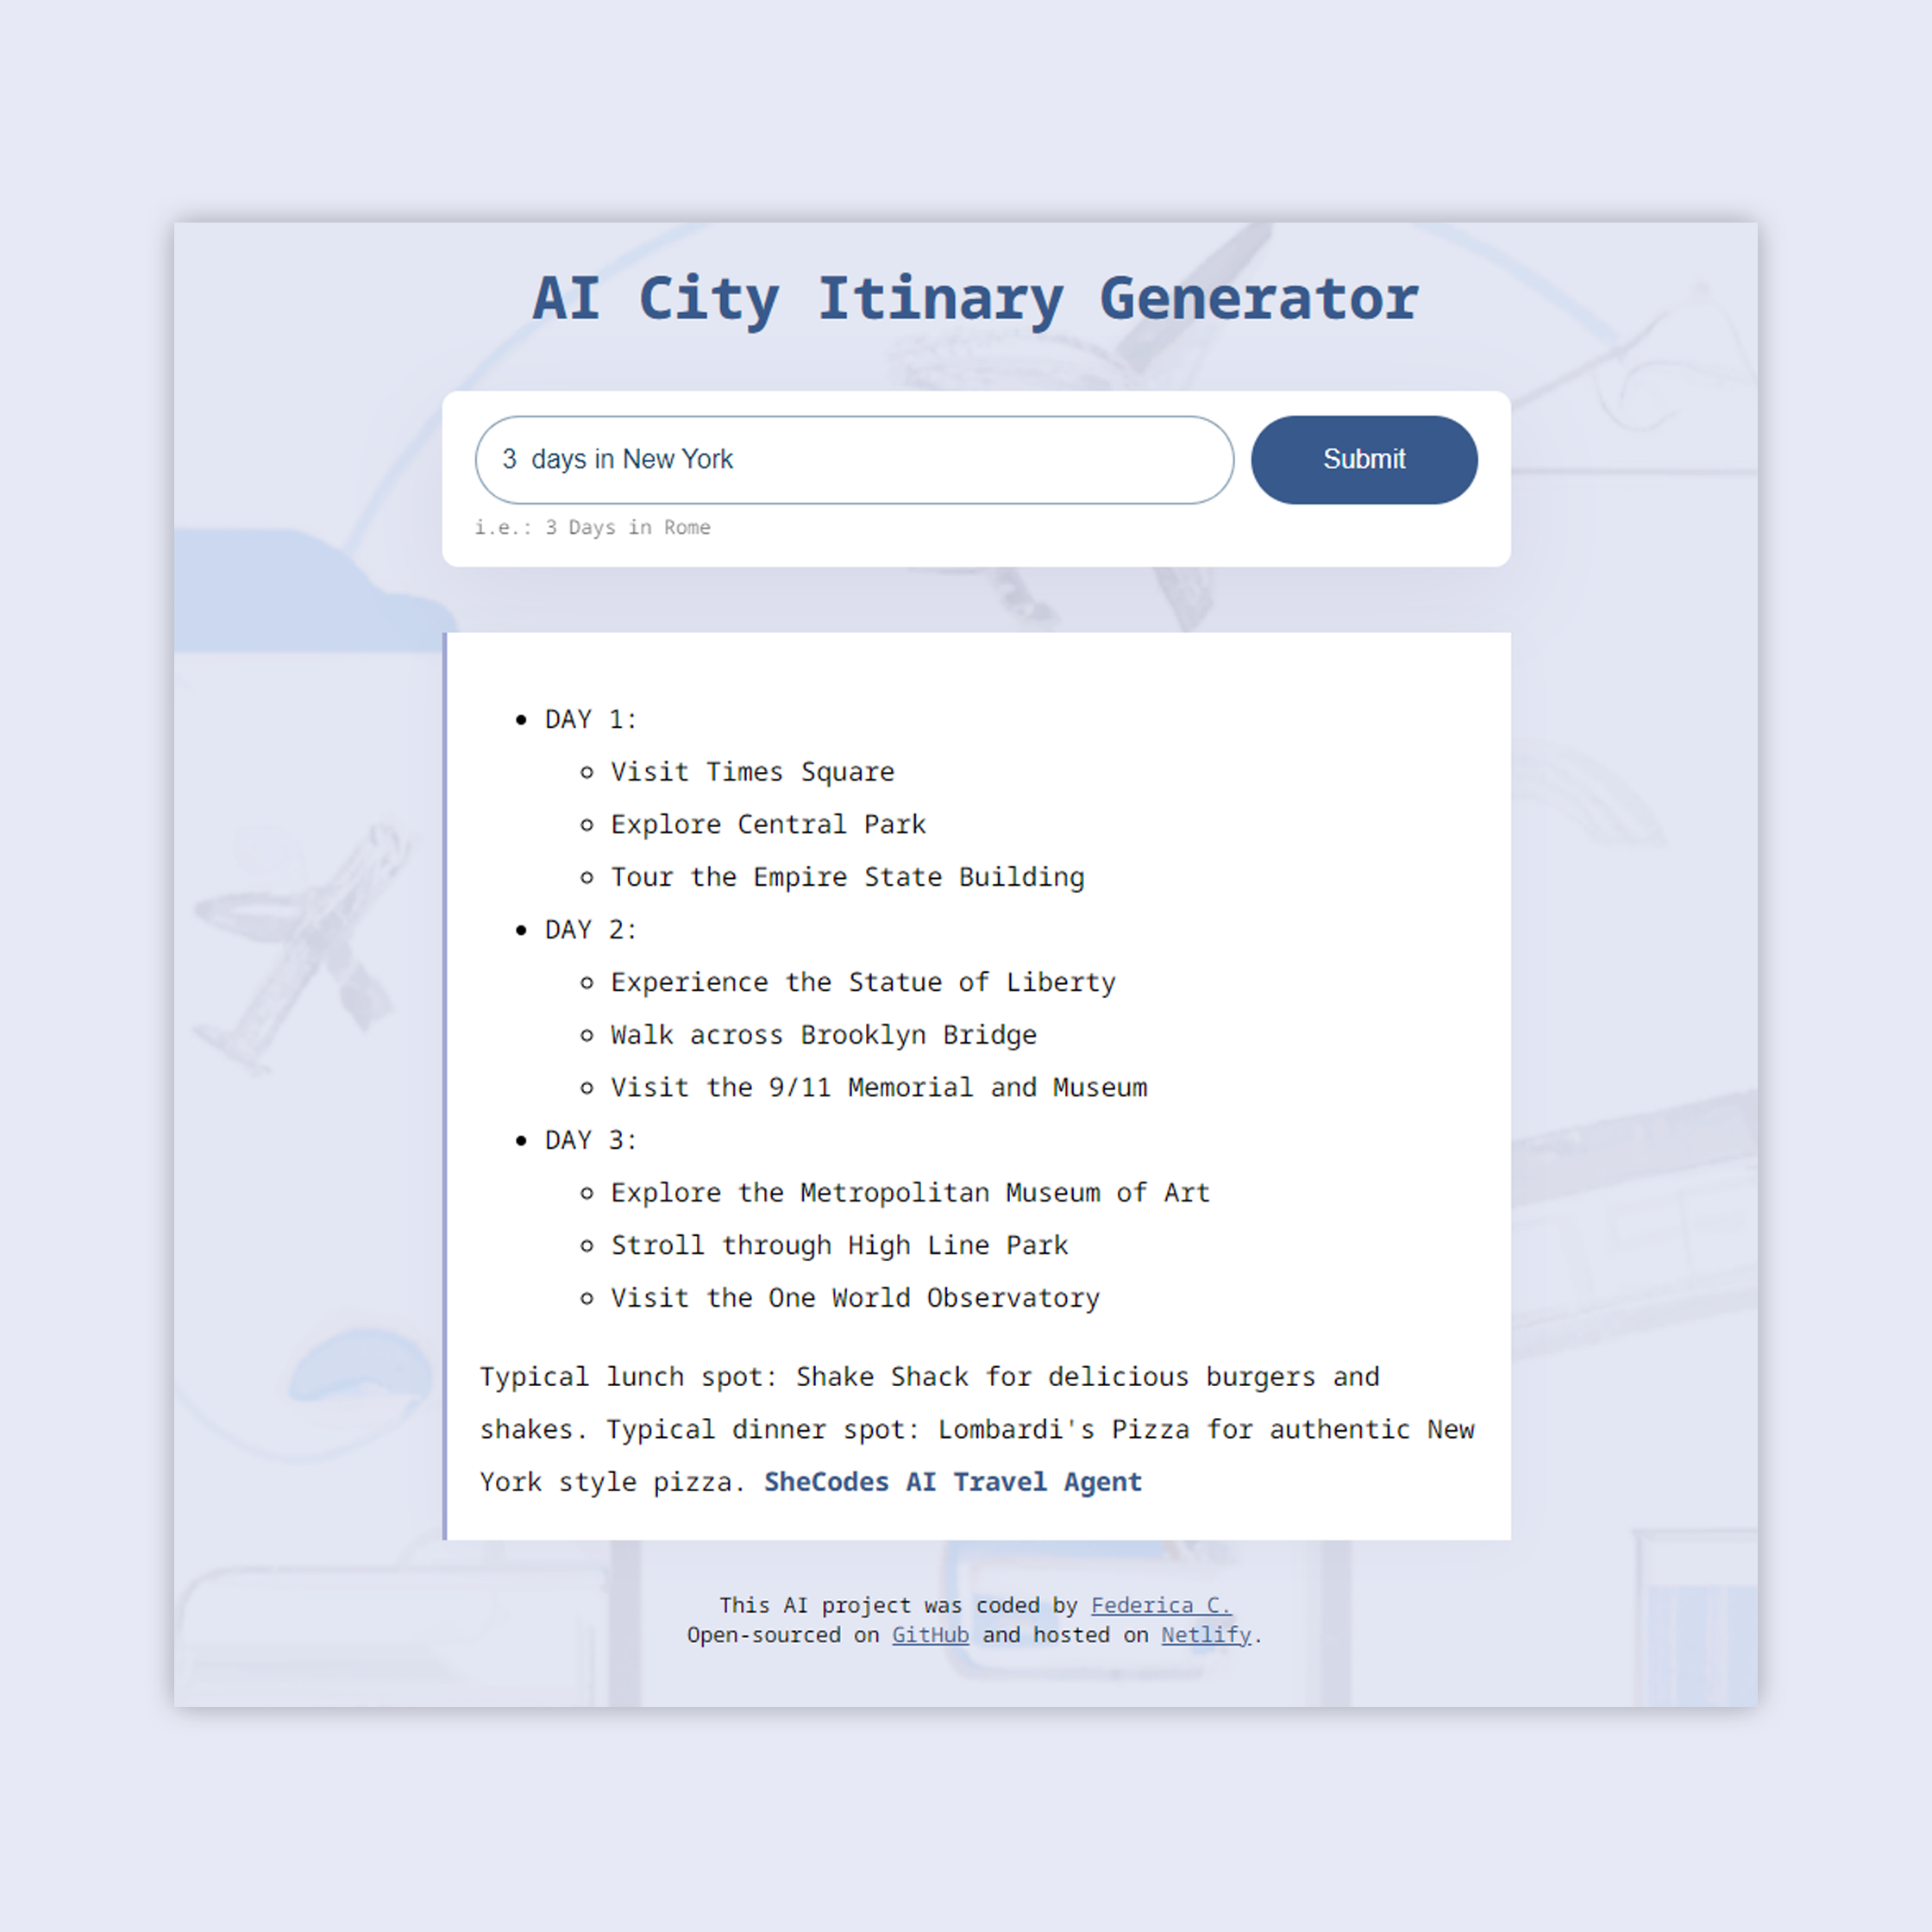 AI City Itinary Generator
3  days in New York
Submit
i.e.: 3 Days in Rome
DAY 1:
Visit Times Square
Explore Central Park
Tour the Empire State Building
DAY 2:
Experience the Statue of Liberty
Walk across Brooklyn Bridge
Visit the 9/11 Memorial and Museum
DAY 3:
Explore the Metropolitan Museum of Art
Stroll through High Line Park
Visit the One World Observatory
Typical lunch spot: Shake Shack for delicious burgers and
shakes. Typical dinner spot: Lombardi's Pizza for authentic New
York style pizza. SheCodes AI Travel Agent
This AI project was coded by Federica C.
Open-sourced on GitHub and hosted on Netlify.